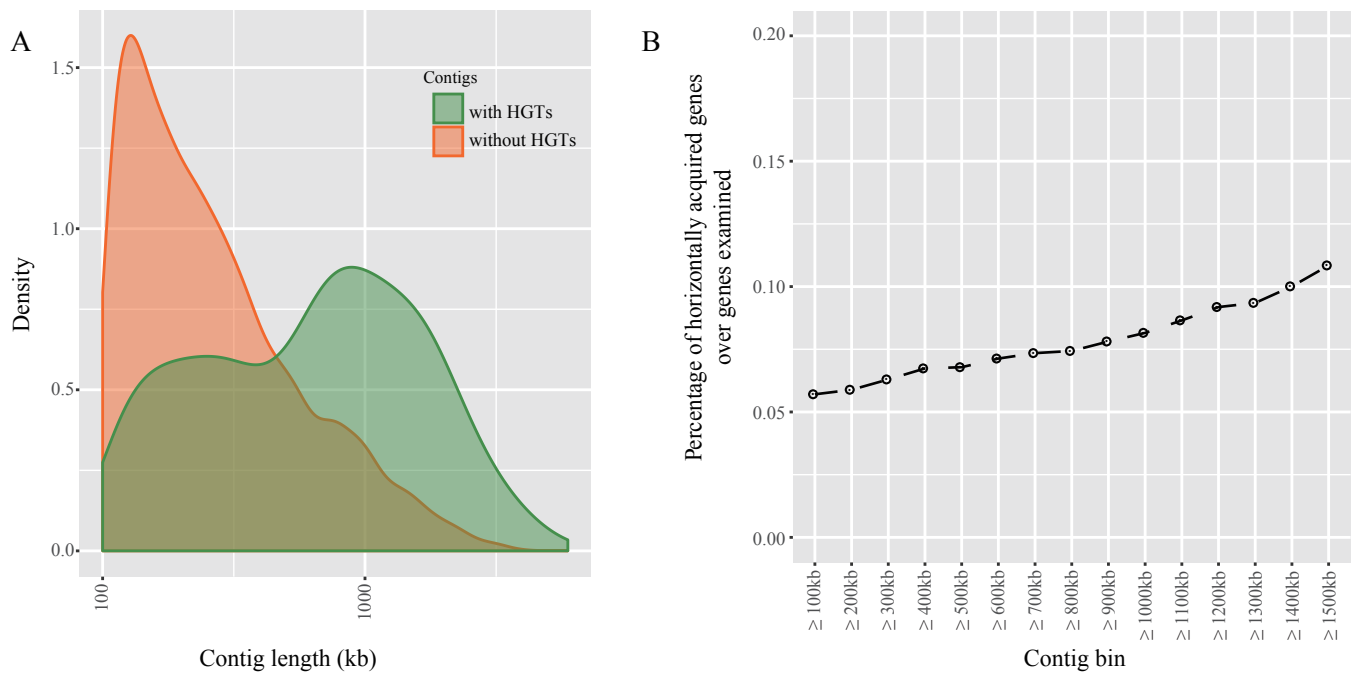 A
Density
1.5
1.0
0.5
0.0
100
1000
Contig length (kb)
Contigs
with HGTs
without HGTs
B
Percentage of horizontally acquired genes
over genes examined
0.20
0.15
0.10
0.05
0.00
≥ 100kb
≥ 200kb
≥ 300kb
≥ 400kb
≥ 500kb
≥ 600kb
≥ 700kb
≥ 800kb
≥ 900kb
≥ 1000kb
≥ 1100kb
≥ 1200kb
≥ 1300kb
≥ 1400kb
≥ 1500kb
Contig bin